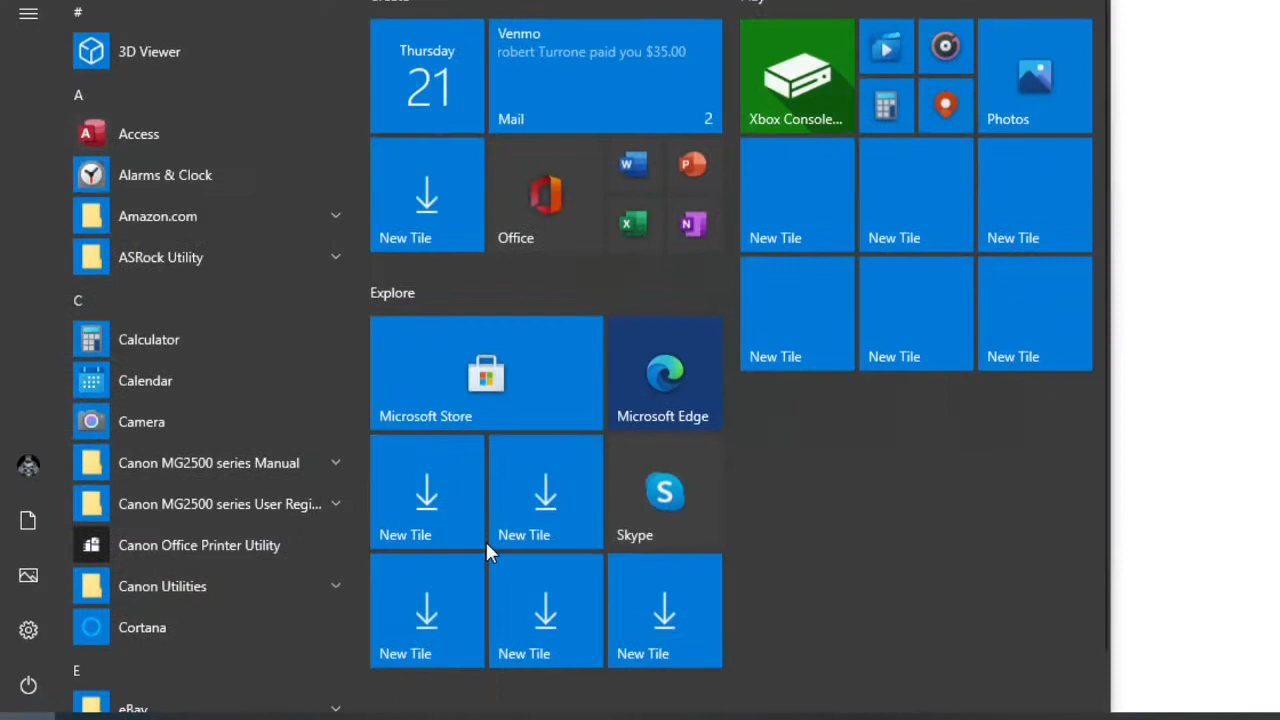 #
3D Viewer
A
Access
Alarms & Clock
Amazon.com
ASRock Utility
C
Calculator
Calendar
Camera
Canon MG2500 series Manual
Canon MG2500 series User Regi...
Canon Office Printer Utility
Canon Utilities
Cortana
E
eBay
Thursday
21
Venmo
robert Turrone paid you $35.00
Mail
2
New Tile
Office
Explore
Microsoft Store
Microsoft Edge
New Tile
New Tile
Skype
New Tile
New Tile
New Tile
Xbox Console...
Photos
New Tile
New Tile
New Tile
New Tile
New Tile
New Tile